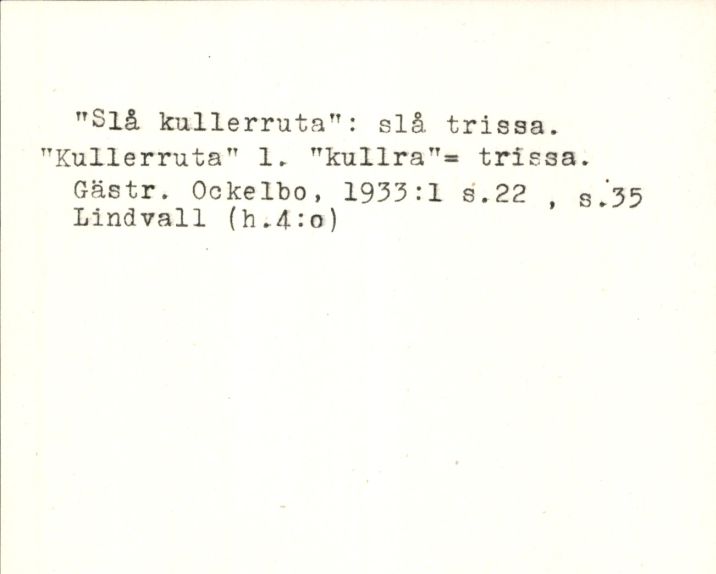 "Slå kullerruta": slå trissa.
"Kullerruta" l. "kullra"= trissa.
Gästr. Ockelbo, 1933:1 s.22 , s.35
Lindvall (h.4:o)